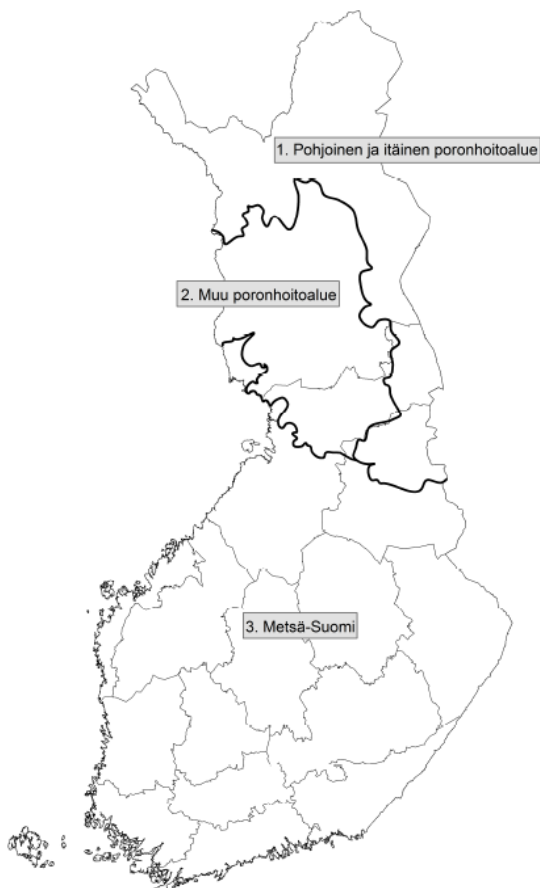 1. Pohjoinen ja itäinen poronhoitoalue
2. Muu poronhoitoalue
3. Metsä-Suomi